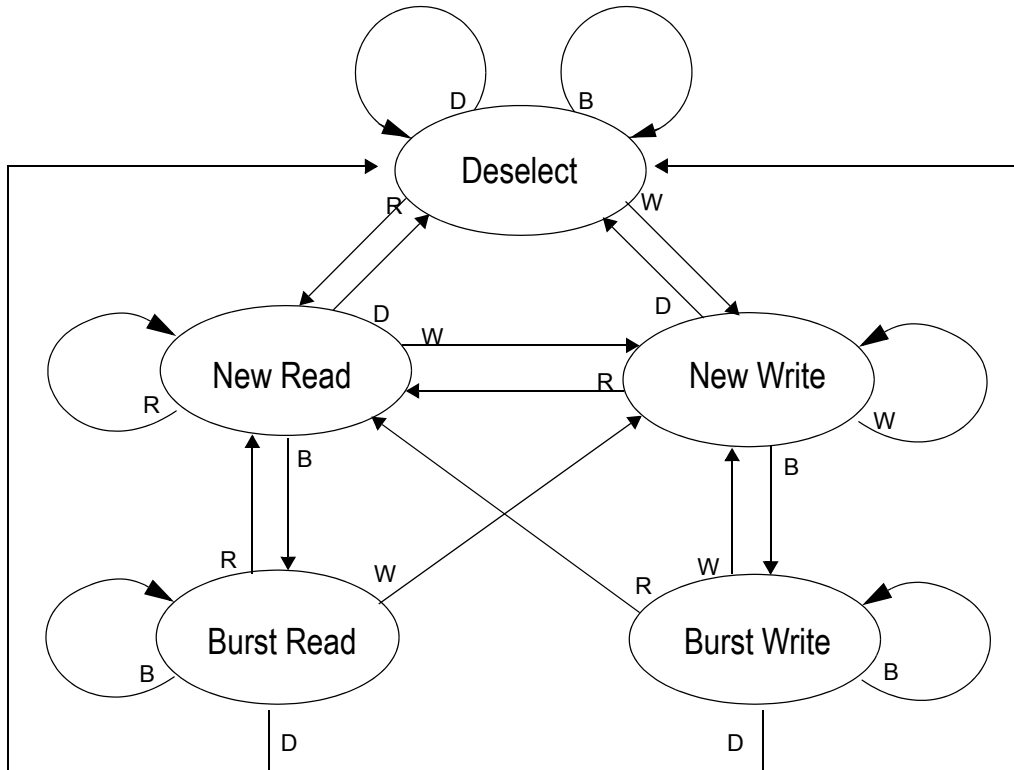 D B
Deselect
R W
D D
W
New Read New Write
R
R W
B B
R W R W
Burst Read Burst Write
B B
D D